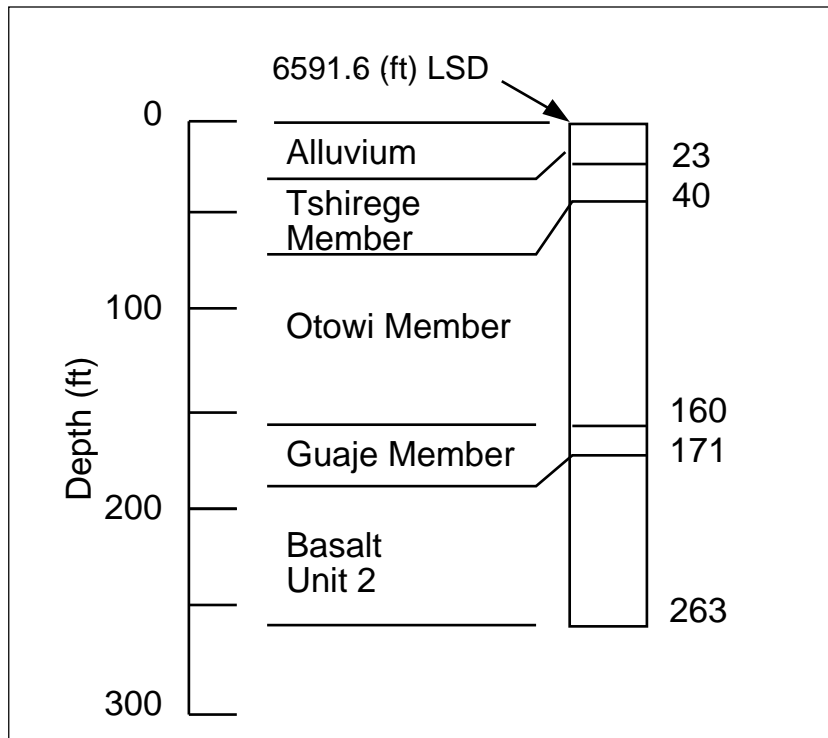 6591.6 (ft) LSD
0
Alluvium
23
Tshirege
Member
40
100
Otowi Member
Depth (ft)
160
Guaje Member
171
200
Basalt
Unit 2
263
300